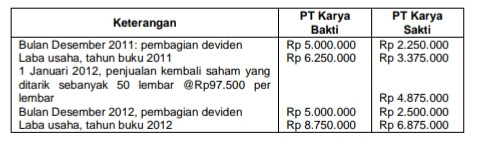 Keterangan PT Karya Bakti PT Karya Sakti
Bulan Desember 2011: pembagian deviden Rp 5.000.000 Rp 2.250.000
Laba usaha, tahun buku 2011 Rp 6.250.000 Rp 3.375.000
1 Januari 2012, penjualan kembali saham yang
ditarik sebanyak 50 lembar @Rp97.500 per
lembar Rp 4.875.000
Bulan Desember 2012, pembagian deviden Rp 5.000.000 Rp 2.500.000
Laba usaha, tahun buku 2012 Rp 8.750.000 Rp 6.875.000